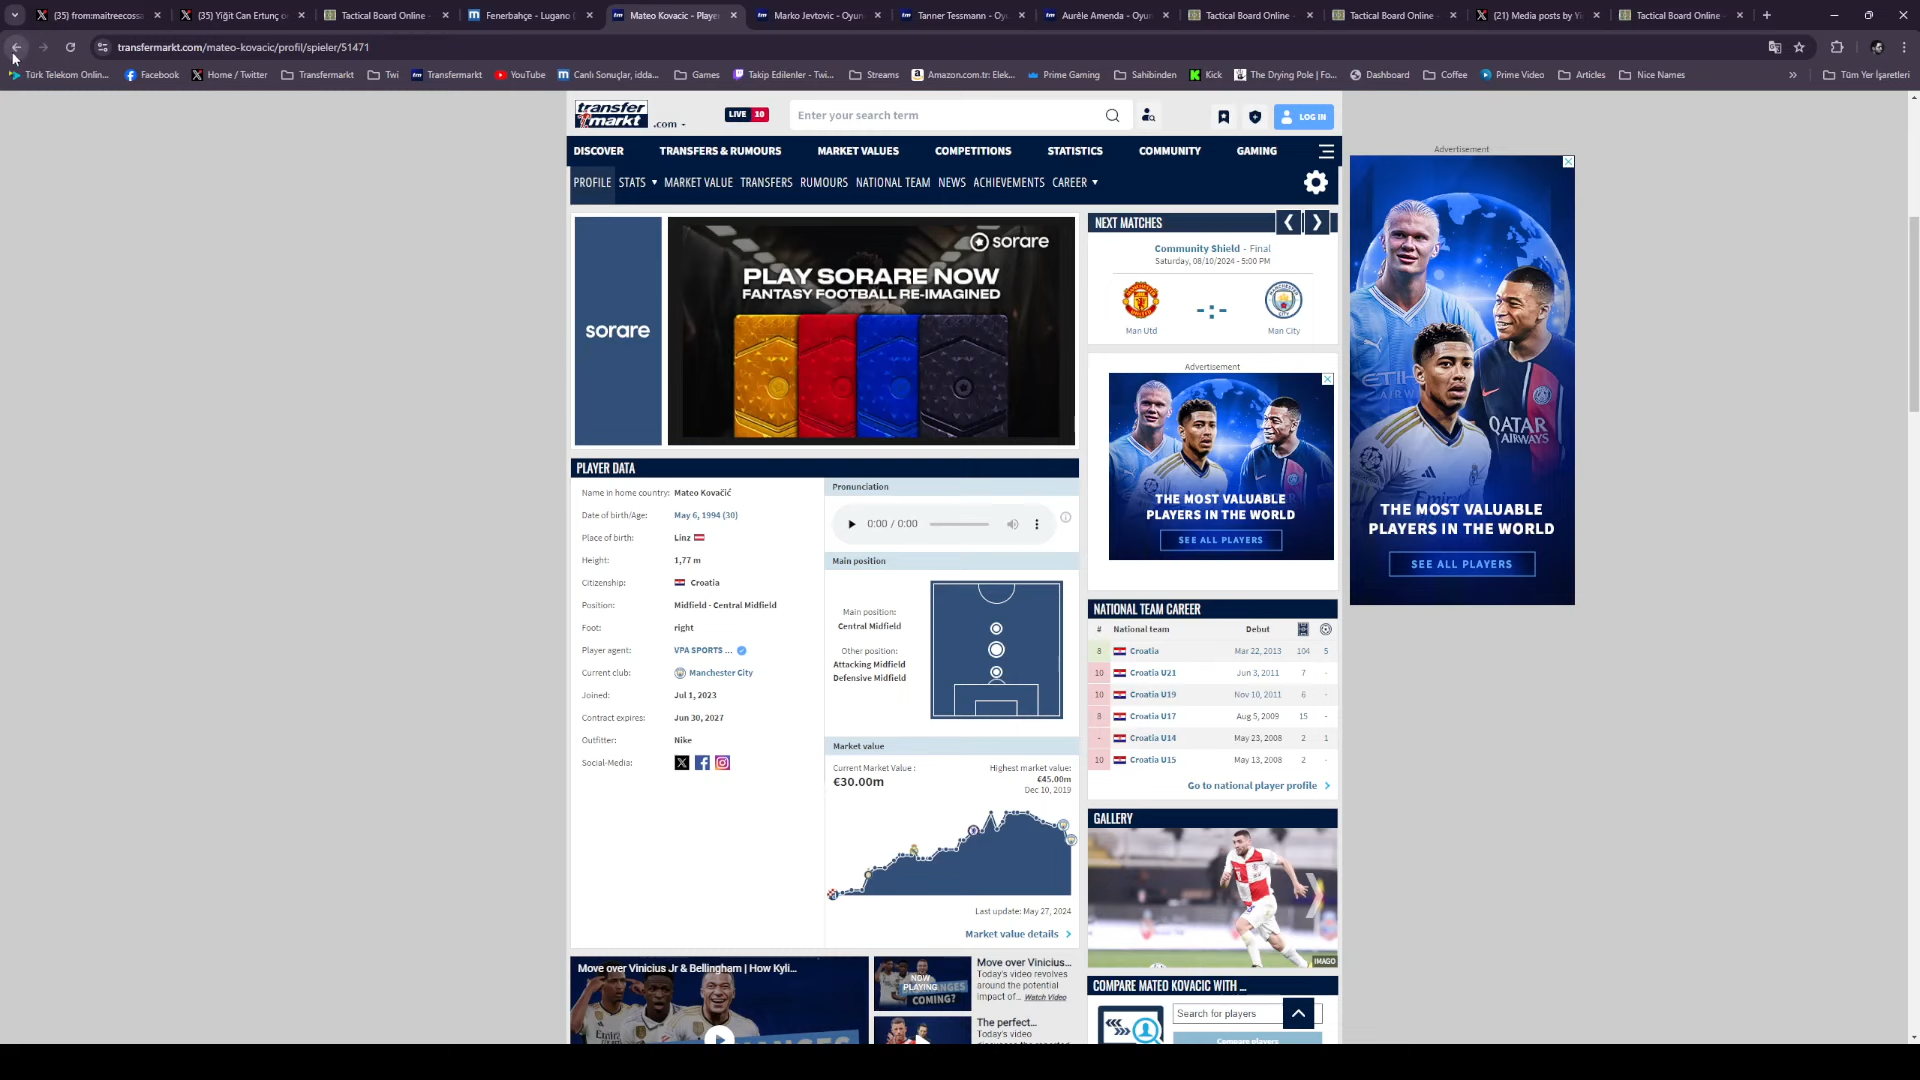 (35) from:maitreecossa
(35) Yiğit Can Ertunç o
Tactical Board Online -
Fenerbahçe - Lugano (
Mateo Kovacic - Playe
Marko Jevtovic - Oyun
Tanner Tessmann - Oy
Aurèle Amenda - Oyun
Tactical Board Online -
Tactical Board Online -
(21) Media posts by Yi
Tactical Board Online -
transfermarkt.com/mateo-kovacic/profil/spieler/51471
Türk Telekom Onlin...
Facebook
Home / Twitter
Transfermarkt
Twi
Transfermarkt
YouTube
Canlı Sonuçlar, idda...
Games
Takip Edilenler - Twi...
Streams
Amazon.com.tr: Elek...
Prime Gaming
Sahibinden
Kick
The Drying Pole | Fo...
Dashboard
Coffee
Prime Video
Articles
Nice Names
Tüm Yer İşaretleri
transfer markt .com
LIVE 10
Enter your search term
LOG IN
DISCOVER TRANSFERS & RUMOURS MARKET VALUES COMPETITIONS STATISTICS COMMUNITY GAMING
PROFILE STATS MARKET VALUE TRANSFERS RUMOURS NATIONAL TEAM NEWS ACHIEVEMENTS CAREER
sorare
sorare
PLAY SORARE NOW
FANTASY FOOTBALL RE-IMAGINED
PLAYER DATA
Name in home country: Mateo Kovačić
Date of birth/Age: May 6, 1994 (30)
Place of birth: Linz
Height: 1,77 m
Citizenship: Croatia
Position: Midfield - Central Midfield
Foot: right
Player agent: VPA SPORTS ...
Current club: Manchester City
Joined: Jul 1, 2023
Contract expires: Jun 30, 2027
Outfitter: Nike
Social-Media:
Pronunciation
0:00 / 0:00
Main position
Main position:
Central Midfield
Other position:
Attacking Midfield
Defensive Midfield
Market value
Current Market Value :
€30.00m
Highest market value:
€45.00m
Dec 10, 2019
Last update: May 27, 2024
Market value details
Move over Vinicius Jr & Bellingham | How Kyli...
NOW PLAYING
COMING?
Move over Vinicius...
Today's video revolves
around the potential
impact of... Watch Video
The perfect...
Today's video
NEXT MATCHES
Community Shield - Final
Saturday, 08/10/2024 - 5:00 PM
-:-
Man Utd
Man City
Advertisement
THE MOST VALUABLE
PLAYERS IN THE WORLD
SEE ALL PLAYERS
NATIONAL TEAM CAREER
# National team Debut
8 Croatia Mar 22, 2013 104 5
10 Croatia U21 Jun 3, 2011 7 -
10 Croatia U19 Nov 10, 2011 6 -
8 Croatia U17 Aug 5, 2009 15 -
- Croatia U14 May 23, 2008 2 1
10 Croatia U15 May 13, 2008 2 -
Go to national player profile
GALLERY
IMAGO
COMPARE MATEO KOVACIC WITH ...
Search for players
Compare players
Advertisement
QATAR
AIRWAYS
THE MOST VALUABLE
PLAYERS IN THE WORLD
SEE ALL PLAYERS